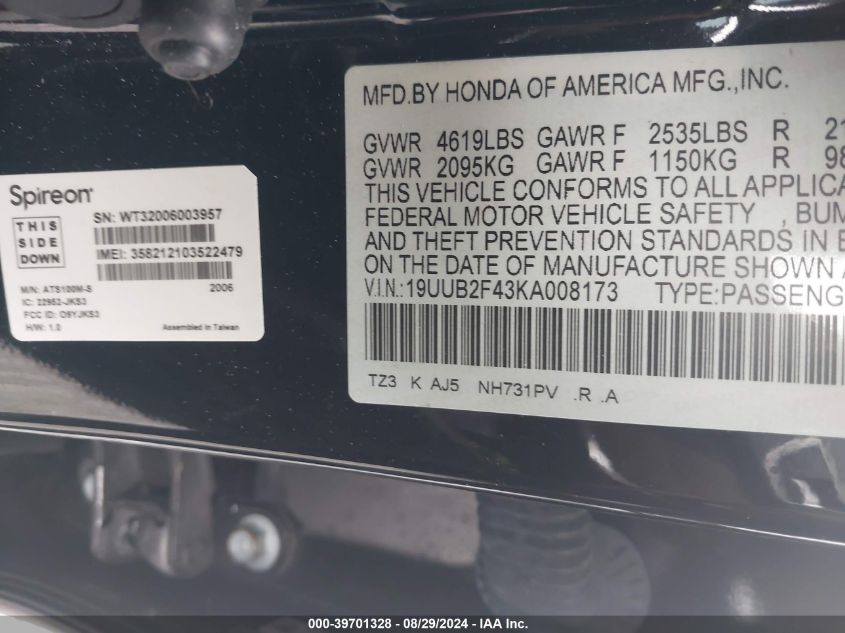 Spireon®
THIS
SIDE
DOWN
SN: WT32006003957
IMEI: 358212103522479
M/N: ATS100M-S 2006
IC: 22952-JKS3
FCC ID: O9YJKS3
H/W: 1.0 Assembled in Taiwan
MFD.BY HONDA OF AMERICA MFG.,INC.
GVWR 4619LBS GAWR F 2535LBS R 21
GVWR 2095KG GAWR F 1150KG R 98
THIS VEHICLE CONFORMS TO ALL APPLICA
FEDERAL MOTOR VEHICLE SAFETY , BUM
AND THEFT PREVENTION STANDARDS IN E
ON THE DATE OF MANUFACTURE SHOWN A
V.I.N.:19UUB2F43KA008173 TYPE:PASSENG
TZ3 K AJ5 NH731PV .R .A
000-39701328 - 08/29/2024 - IAA Inc.